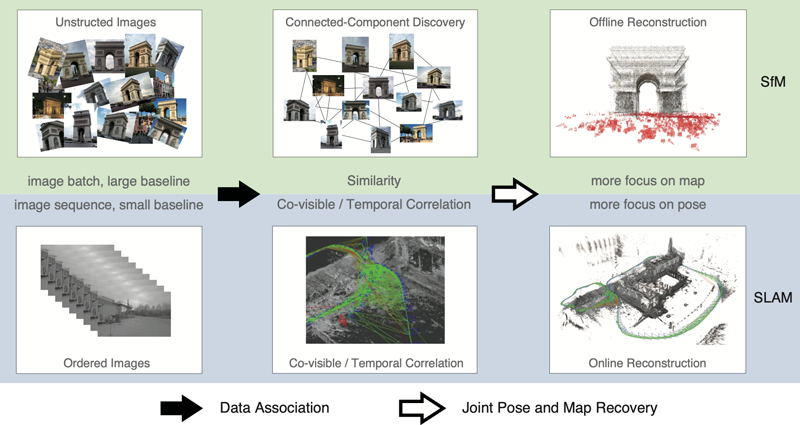 Unstructed Images
Connected-Component Discovery
Offline Reconstruction
SfM
image batch, large baseline
Similarity
more focus on map
image sequence, small baseline
Co-visible / Temporal Correlation
more focus on pose
SLAM
Ordered Images
Co-visible / Temporal Correlation
Online Reconstruction
Data Association
Joint Pose and Map Recovery